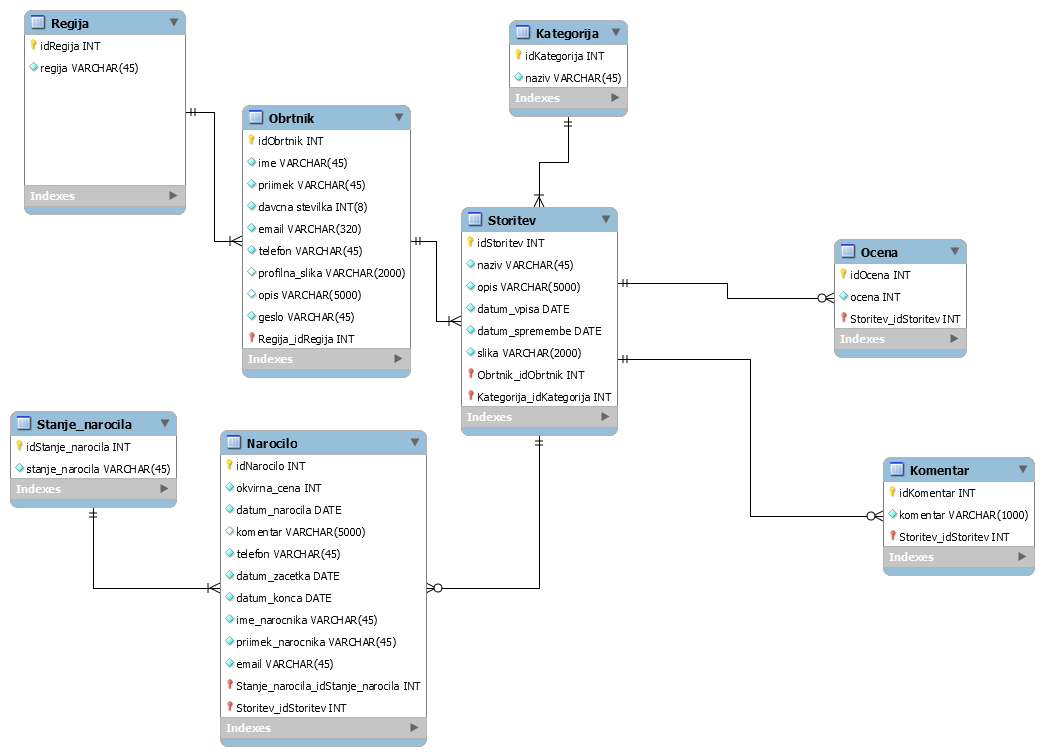 Regija
idRegija INT
regija VARCHAR(45)
Indexes
Obrtnik
idObrtnik INT
ime VARCHAR(45)
priimek VARCHAR(45)
davcna stevilka INT(8)
email VARCHAR(320)
telefon VARCHAR(45)
profilna_slika VARCHAR(2000)
opis VARCHAR(5000)
geslo VARCHAR(45)
Regija_idRegija INT
Indexes
Kategorija
idKategorija INT
naziv VARCHAR(45)
Indexes
Storitev
idStoritev INT
naziv VARCHAR(45)
opis VARCHAR(5000)
datum_vpisa DATE
datum_spremembe DATE
slika VARCHAR(2000)
Obrtnik_idObrtnik INT
Kategorija_idKategorija INT
Indexes
Ocena
idOcena INT
ocena INT
Storitev_idStoritev INT
Indexes
Stanje_narocila
idStanje_narocila INT
stanje_narocila VARCHAR(45)
Indexes
Narocilo
idNarocilo INT
okvirna_cena INT
datum_narocila DATE
komentar VARCHAR(5000)
telefon VARCHAR(45)
datum_zacetka DATE
datum_konca DATE
ime_narocnika VARCHAR(45)
priimek_narocnika VARCHAR(45)
email VARCHAR(45)
Stanje_narocila_idStanje_narocila INT
Storitev_idStoritev INT
Indexes
Komentar
idKomentar INT
komentar VARCHAR(1000)
Storitev_idStoritev INT
Indexes